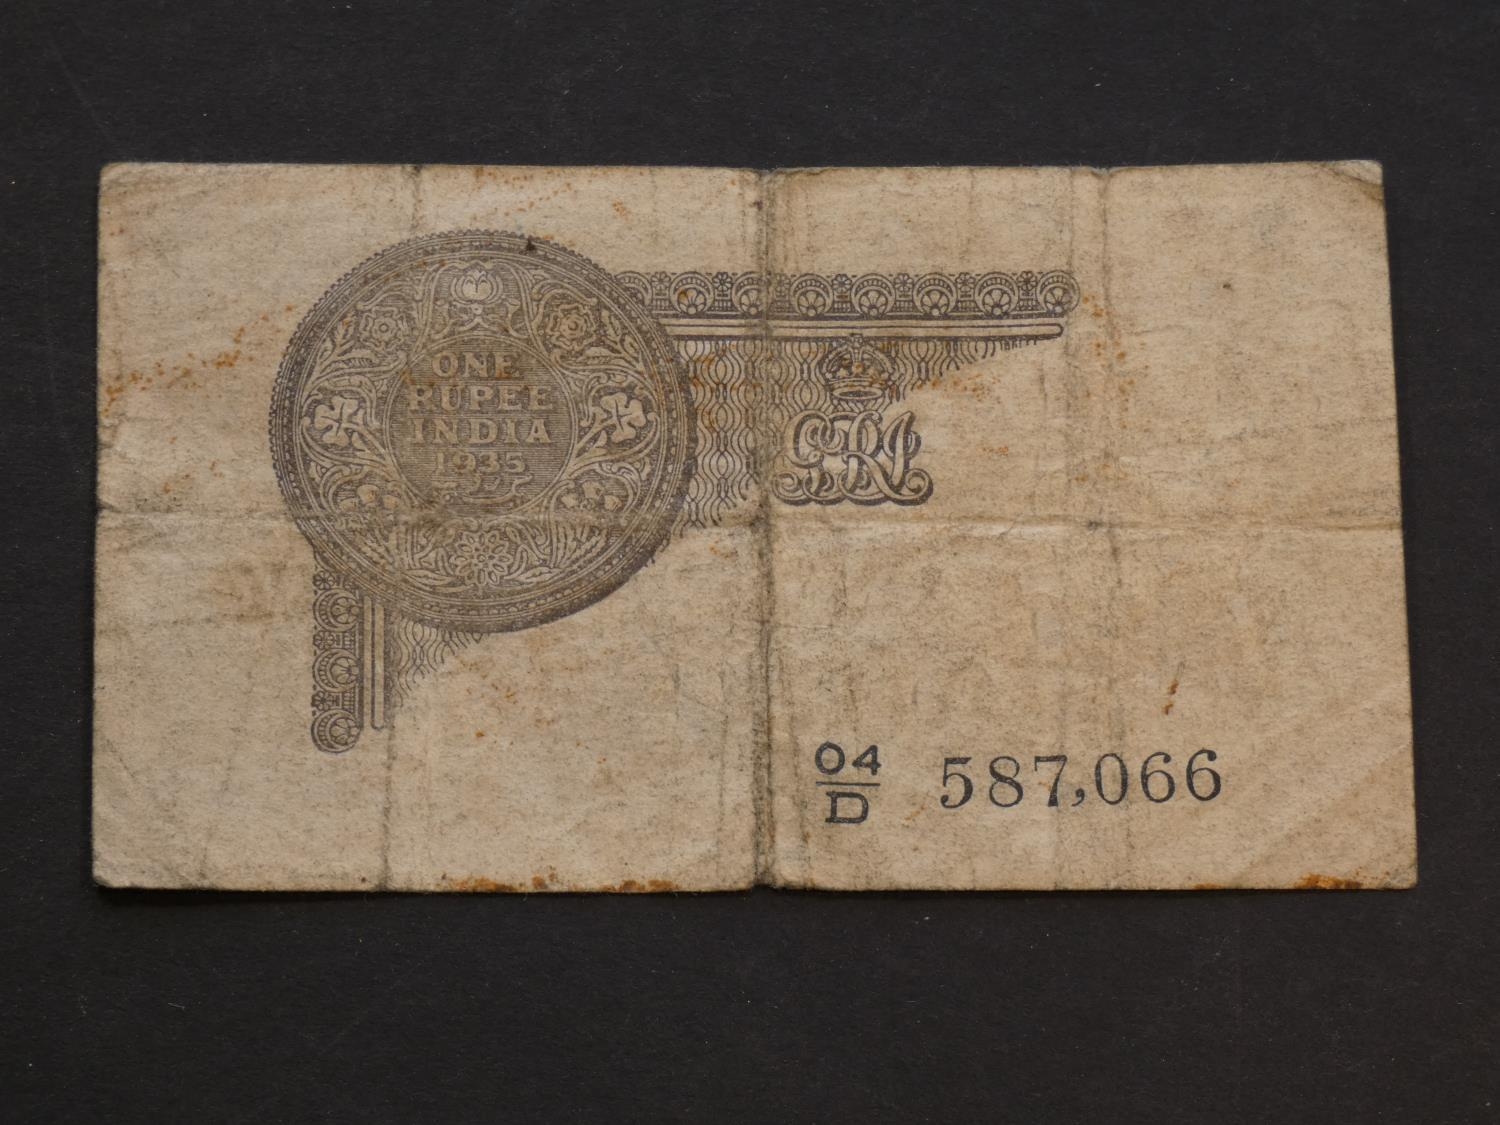 ONE
RUPEE
INDIA
1935
GRI
04
D
587,066